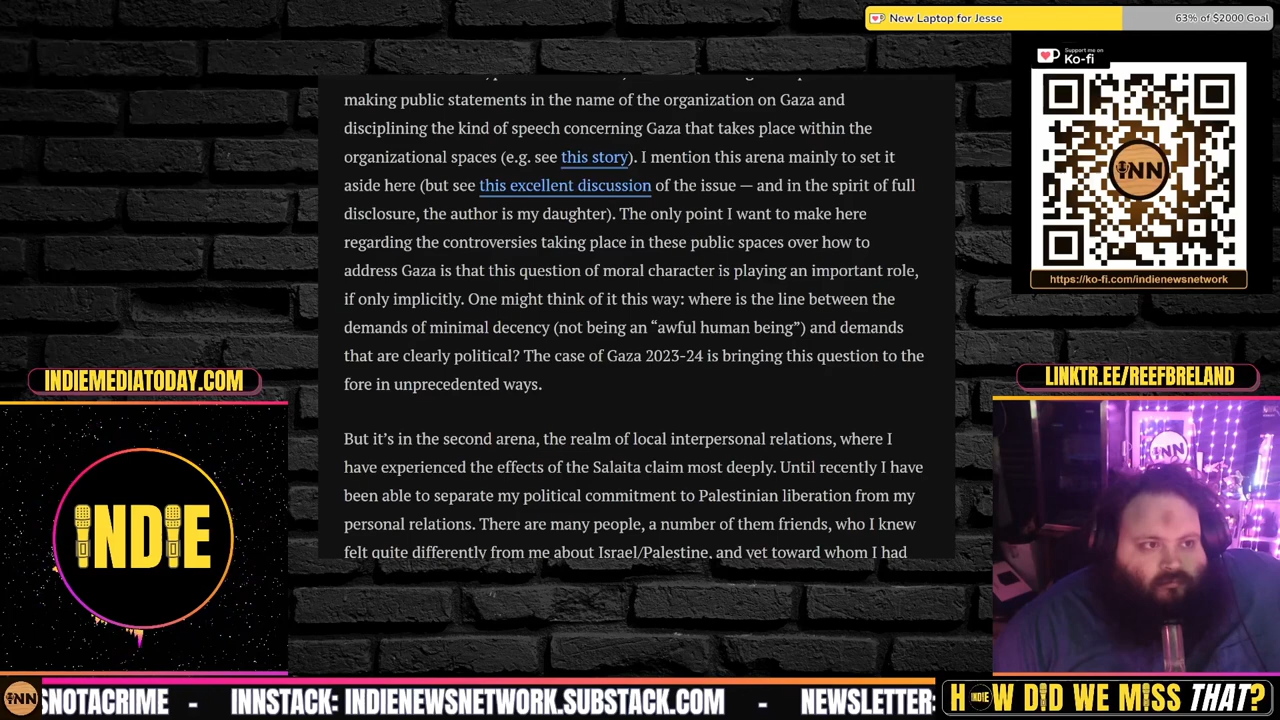 New Laptop for Jesse
63% of $2000 Goal
Support me on
Ko-fi
INN
https://ko-fi.com/indienewsnetwork
making public statements in the name of the organization on Gaza and
disciplining the kind of speech concerning Gaza that takes place within the
organizational spaces (e.g. see this story). I mention this arena mainly to set it
aside here (but see this excellent discussion of the issue — and in the spirit of full
disclosure, the author is my daughter). The only point I want to make here
regarding the controversies taking place in these public spaces over how to
address Gaza is that this question of moral character is playing an important role,
if only implicitly. One might think of it this way: where is the line between the
demands of minimal decency (not being an “awful human being”) and demands
that are clearly political? The case of Gaza 2023-24 is bringing this question to the
fore in unprecedented ways.
But it’s in the second arena, the realm of local interpersonal relations, where I
have experienced the effects of the Salaita claim most deeply. Until recently I have
been able to separate my political commitment to Palestinian liberation from my
personal relations. There are many people, a number of them friends, who I knew
felt quite differently from me about Israel/Palestine, and yet toward whom I had
INDIEMEDIATODAY.COM
INDIE
LINKTR.EE/REEFBRELAND
INN
INN
SNOTACRIME - INNSTACK: INDIENEWSNETWORK.SUBSTACK.COM - NEWSLETTER:
HOW DID WE MISS THAT?
INDIE